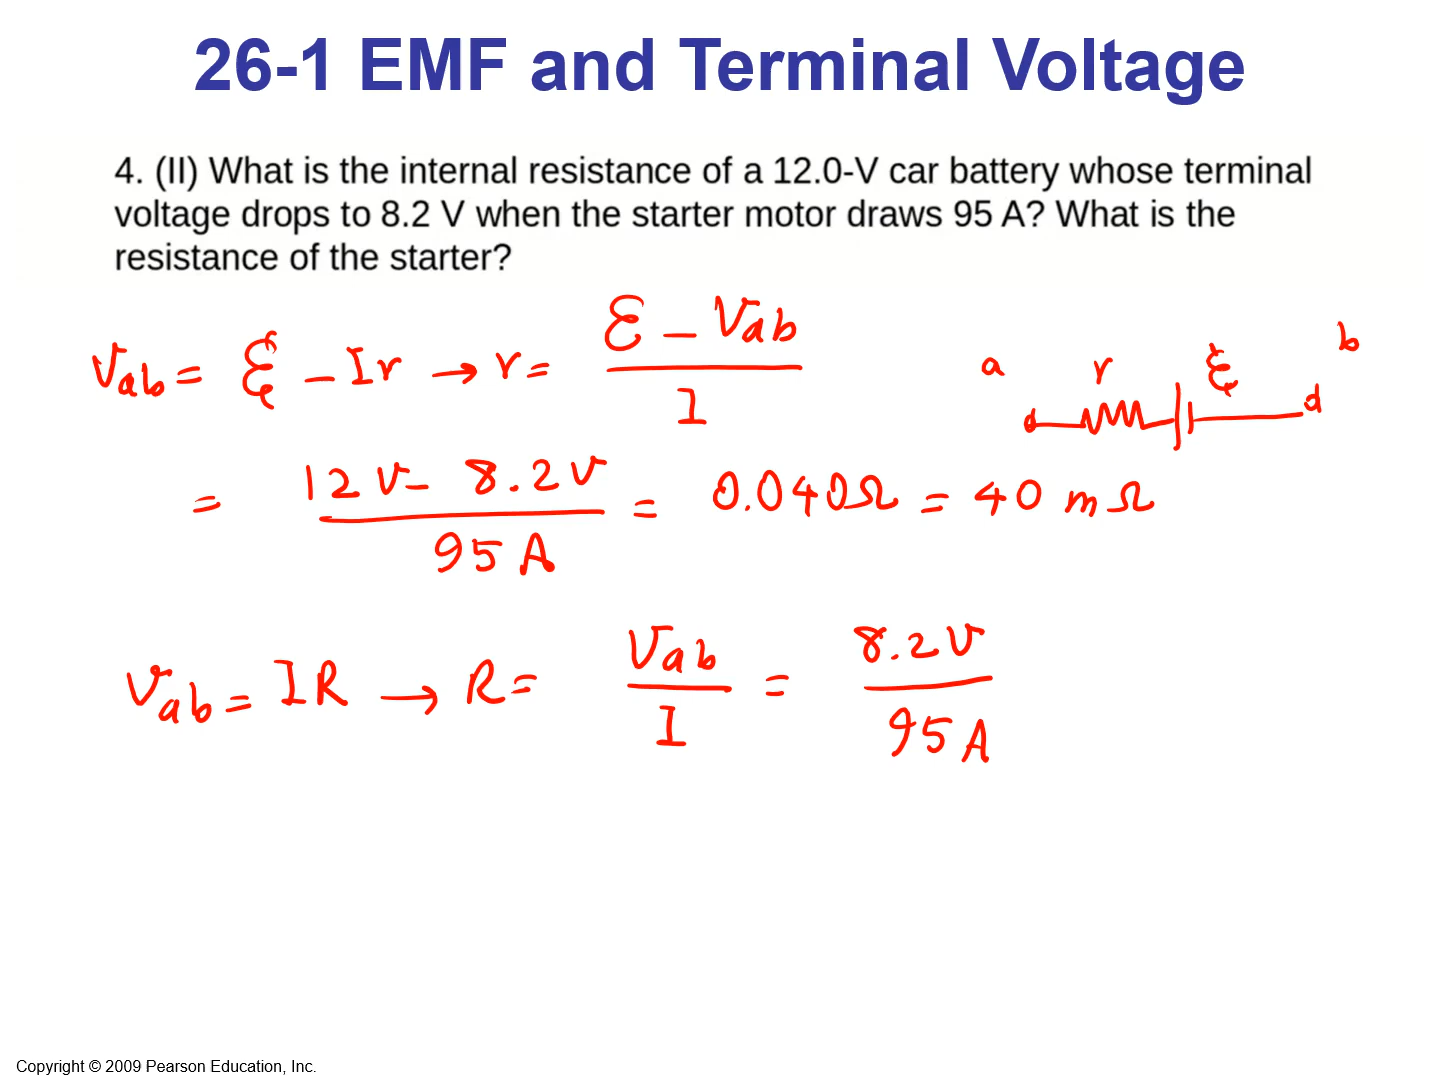 26-1 EMF and Terminal Voltage
4. (II) What is the internal resistance of a 12.0-V car battery whose terminal
voltage drops to 8.2 V when the starter motor draws 95 A? What is the
resistance of the starter?
Vab = ℰ - Ir → r = (ℰ - Vab) / I
a r ℰ b
= (12 V - 8.2 V) / 95 A = 0.040 Ω = 40 mΩ
Vab = IR → R = Vab / I = 8.2 V / 95 A
Copyright © 2009 Pearson Education, Inc.